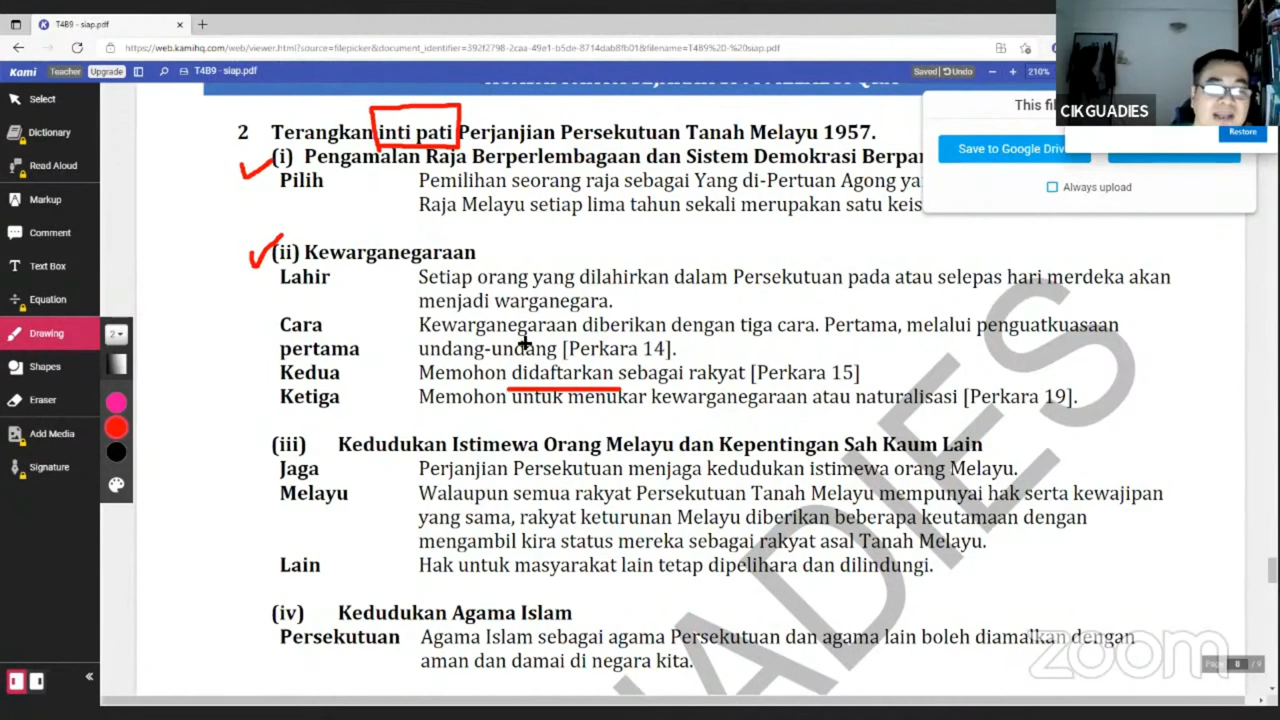 T4B9 - siap.pdf
https://web.kamihq.com/web/viewer.html?source=filepicker&document_identifier=392f2798-2caa-49e1-b5de-8714dab8fb01&filename=T4B9%20-%20siap.pdf
Kami Teacher Upgrade T4B9 - siap.pdf Saved Undo 210%
Select
Dictionary
Read Aloud
Markup
Comment
Text Box
Equation
Drawing
Shapes
Eraser
Add Media
Signature
2
CIKGUADIES
This fil
Restore
Save to Google Driv
Always upload
2 Terangkan inti pati Perjanjian Persekutuan Tanah Melayu 1957.
(i) Pengamalan Raja Berperlembagaan dan Sistem Demokrasi Berpar
Pilih Pemilihan seorang raja sebagai Yang di-Pertuan Agong ya
Raja Melayu setiap lima tahun sekali merupakan satu keis
(ii) Kewarganegaraan
Lahir Setiap orang yang dilahirkan dalam Persekutuan pada atau selepas hari merdeka akan
menjadi warganegara.
Cara Kewarganegaraan diberikan dengan tiga cara. Pertama, melalui penguatkuasaan
pertama undang-undang [Perkara 14].
Kedua Memohon didaftarkan sebagai rakyat [Perkara 15]
Ketiga Memohon untuk menukar kewarganegaraan atau naturalisasi [Perkara 19].
(iii) Kedudukan Istimewa Orang Melayu dan Kepentingan Sah Kaum Lain
Jaga Perjanjian Persekutuan menjaga kedudukan istimewa orang Melayu.
Melayu Walaupun semua rakyat Persekutuan Tanah Melayu mempunyai hak serta kewajipan
yang sama, rakyat keturunan Melayu diberikan beberapa keutamaan dengan
mengambil kira status mereka sebagai rakyat asal Tanah Melayu.
Lain Hak untuk masyarakat lain tetap dipelihara dan dilindungi.
(iv) Kedudukan Agama Islam
Persekutuan Agama Islam sebagai agama Persekutuan dan agama lain boleh diamalkan dengan
aman dan damai di negara kita.
ADIES
zoom
Page 8 / 9